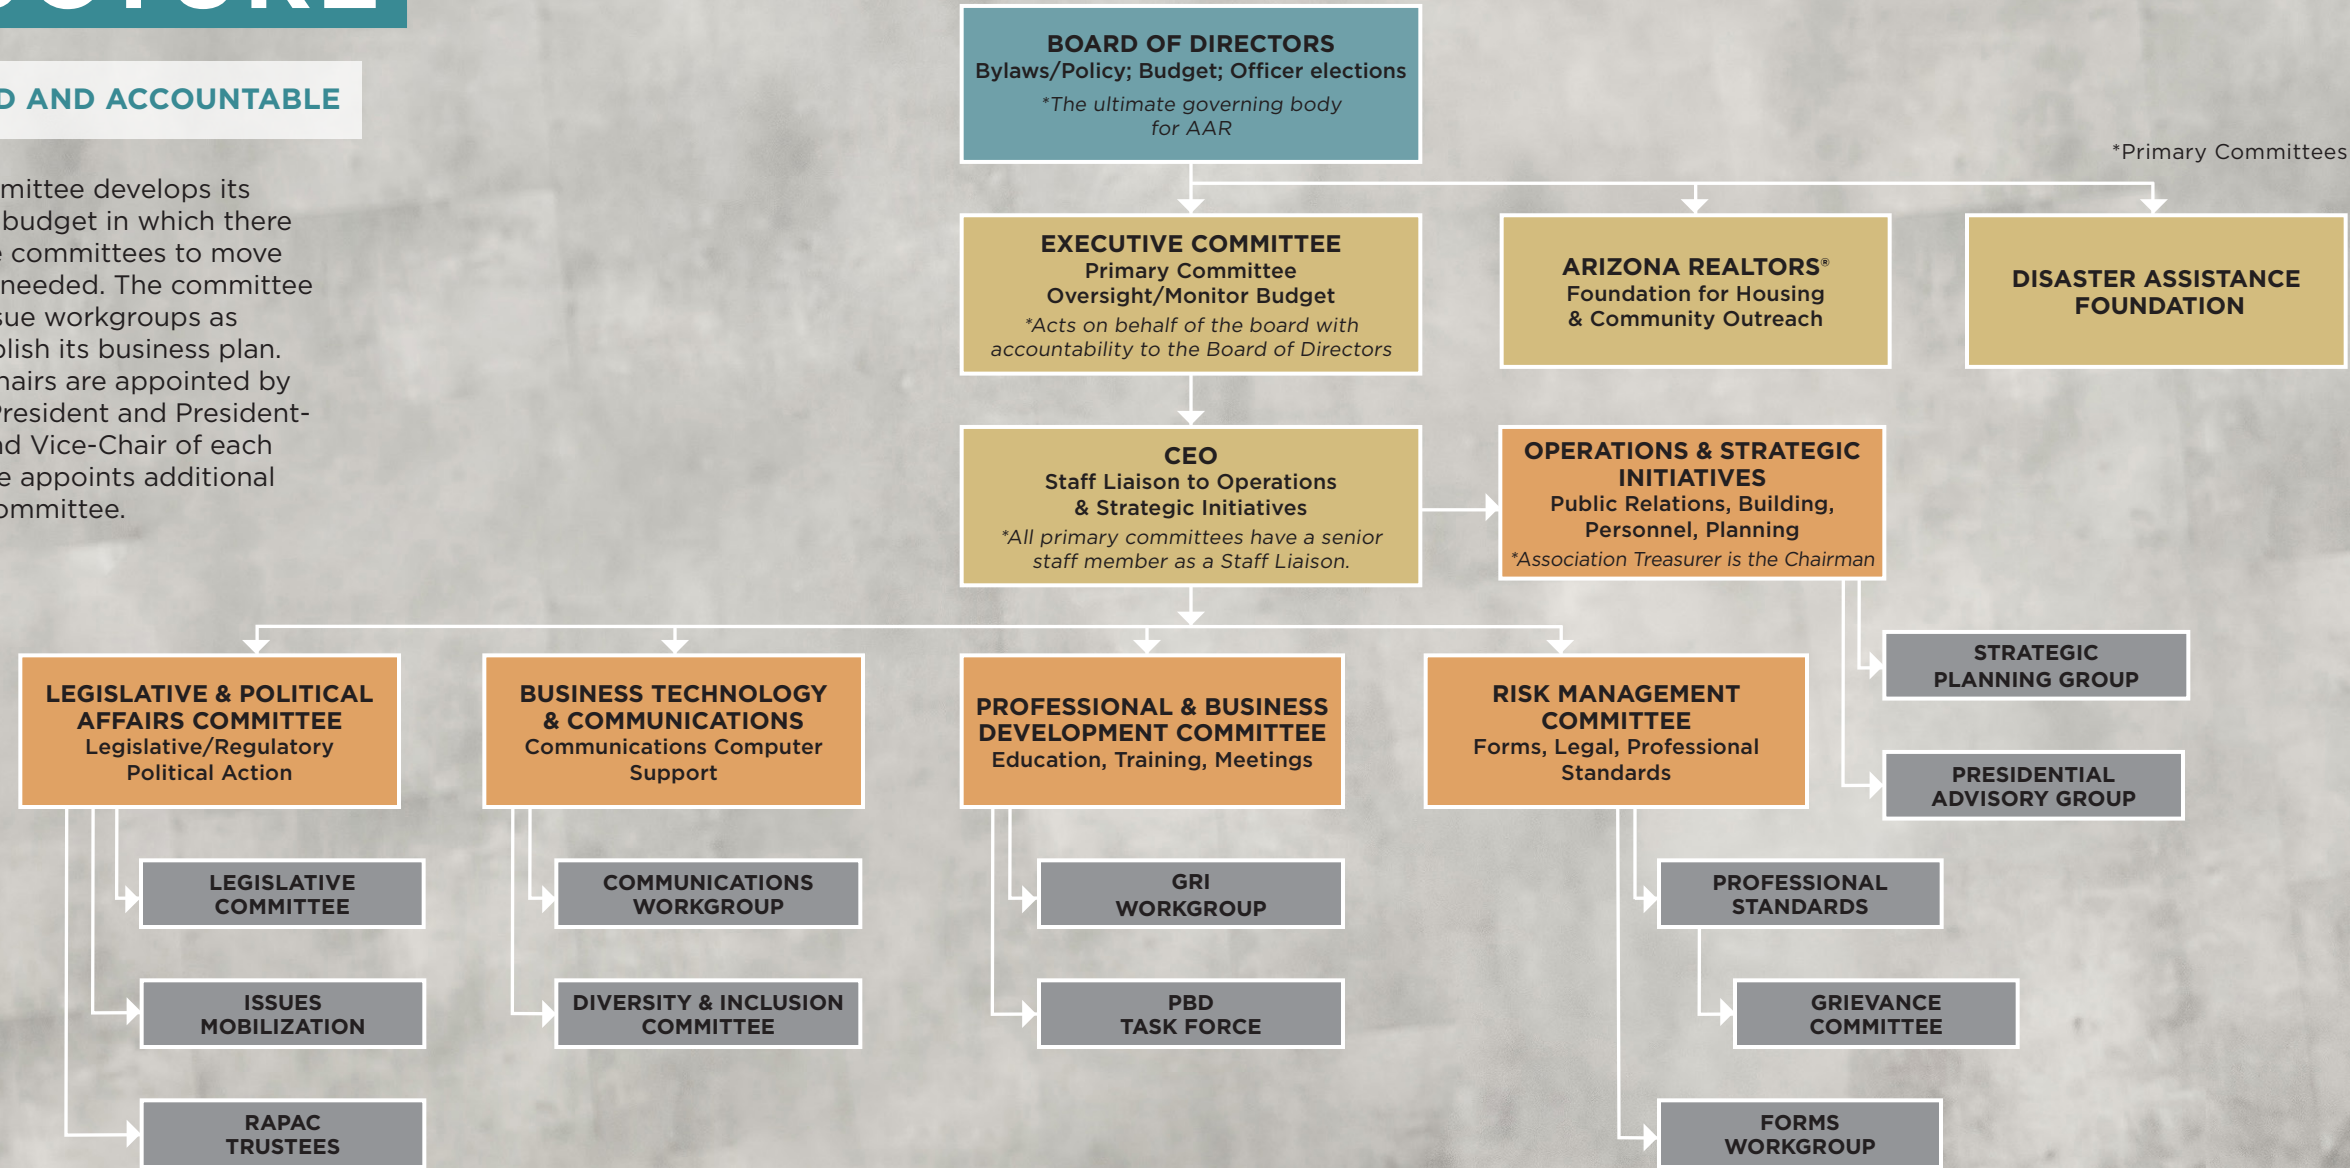 AND ACCOUNTABLE
develops its
budget in which there
committees to move
needed. The committee
workgroups as
its business plan.
are appointed by
President and President-
Vice-Chair of each
appoints additional
BOARD OF DIRECTORS
Bylaws/Policy; Budget; Officer elections
*The ultimate governing body
for AAR
*Primary Committees
EXECUTIVE COMMITTEE
Primary Committee
Oversight/Monitor Budget
*Acts on behalf of the board with
accountability to the Board of Directors
ARIZONA REALTORS®
Foundation for Housing
& Community Outreach
DISASTER ASSISTANCE
FOUNDATION
CEO
Staff Liaison to Operations
& Strategic Initiatives
*All primary committees have a senior
staff member as a Staff Liaison.
OPERATIONS & STRATEGIC
INITIATIVES
Public Relations, Building,
Personnel, Planning
*Association Treasurer is the Chairman
STRATEGIC
PLANNING GROUP
PRESIDENTIAL
ADVISORY GROUP
LEGISLATIVE & POLITICAL
AFFAIRS COMMITTEE
Legislative/Regulatory
Political Action
BUSINESS TECHNOLOGY
& COMMUNICATIONS
Communications Computer
Support
PROFESSIONAL & BUSINESS
DEVELOPMENT COMMITTEE
Education, Training, Meetings
RISK MANAGEMENT
COMMITTEE
Forms, Legal, Professional
Standards
LEGISLATIVE
COMMITTEE
ISSUES
MOBILIZATION
RAPAC
TRUSTEES
COMMUNICATIONS
WORKGROUP
DIVERSITY & INCLUSION
COMMITTEE
GRI
WORKGROUP
PBD
TASK FORCE
PROFESSIONAL
STANDARDS
GRIEVANCE
COMMITTEE
FORMS
WORKGROUP